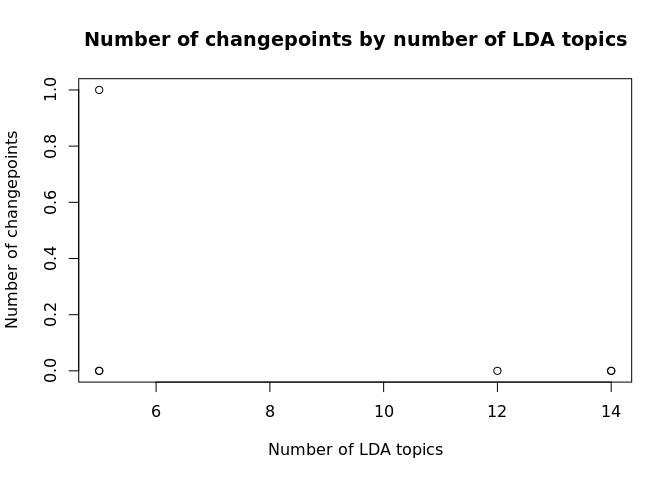 Number of changepoints by number of LDA topics
Number of changepoints
1.0
0.8
0.6
0.4
0.2
0.0
6 8 10 12 14
Number of LDA topics